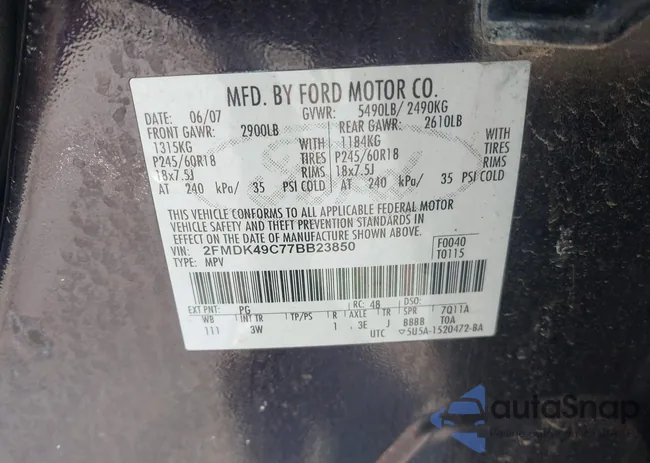 MFD. BY FORD MOTOR CO.
DATE: 06/07 GVWR: 5490LB/ 2490KG
FRONT GAWR: 2900LB REAR GAWR: 2610LB
1315KG WITH 1184KG WITH
P245/60R18 TIRES P245/60R18 TIRES
18x7.5J RIMS 18x7.5J RIMS
AT 240 kPa/ 35 PSI COLD AT 240 kPa/ 35 PSI COLD
THIS VEHICLE CONFORMS TO ALL APPLICABLE FEDERAL MOTOR
VEHICLE SAFETY AND THEFT PREVENTION STANDARDS IN
EFFECT ON THE DATE OF MANUFACTURE SHOWN ABOVE.
VIN: 2FMDK49C77BB23850 F0040
TYPE: MPV T0115
EXT PNT: PG RC: 48 DSO:
WB INT TR TP/PS R AXLE TR SPR 7Q11A
111 3W 1 3E J BBBB T0A
UTC 5U5A-1520472-BA
autoSnap